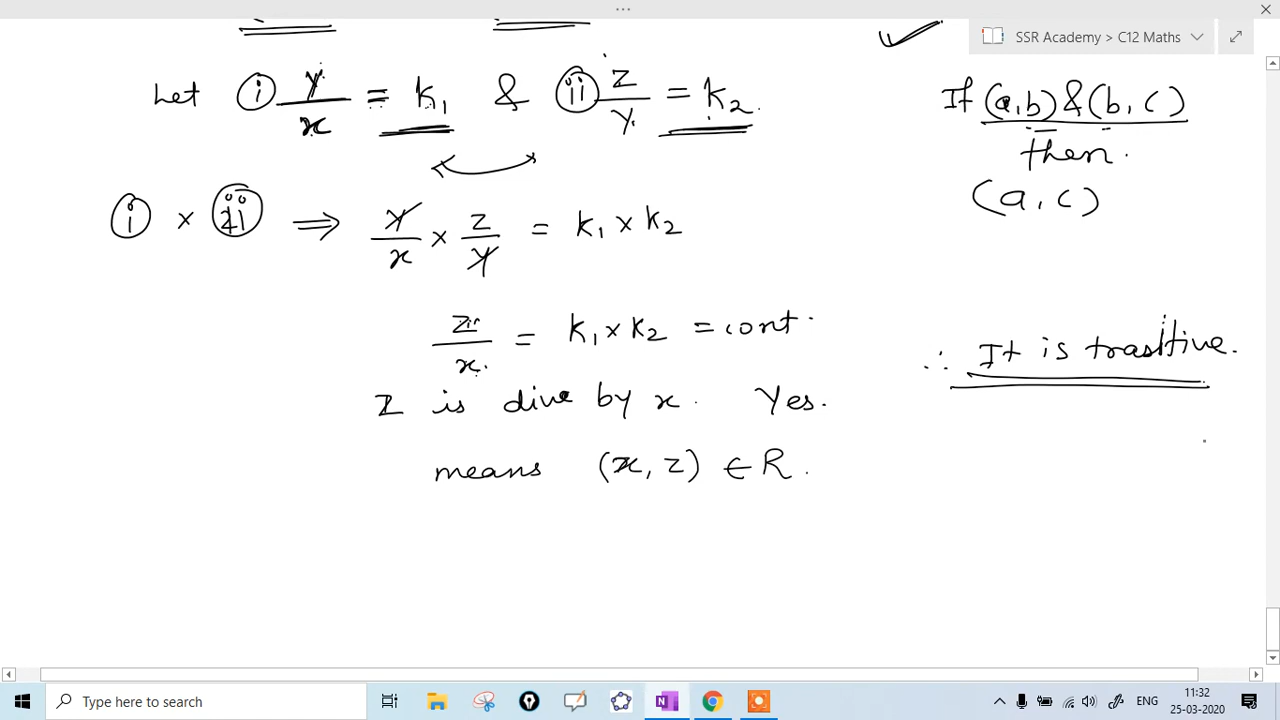 SSR Academy > C12 Maths
Let (i) y/x = k₁ & (ii) z/y = k₂.
If (a,b) & (b,c)
then.
(a,c)
(i) × (ii) ⇒ y/x × z/y = k₁ × k₂
z/x = k₁ × k₂ = cont.
∴ It is trasitive.
Z is dive by x. Yes.
means (x, z) ∈ R.
Type here to search
ENG
11:32
25-03-2020